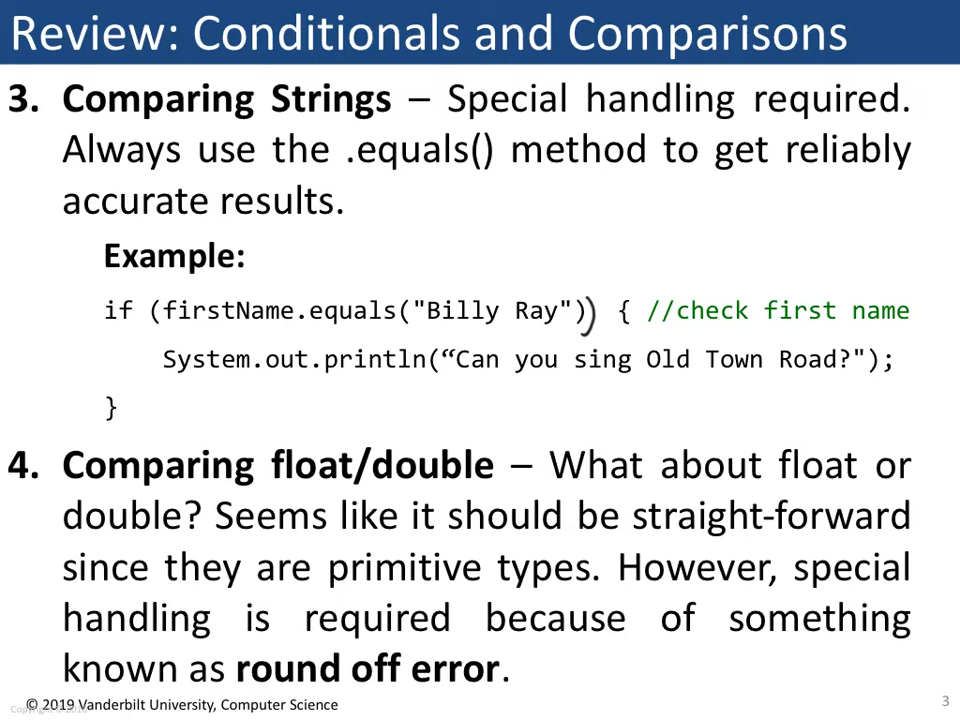 Review: Conditionals and Comparisons
3. Comparing Strings – Special handling required.
Always use the .equals() method to get reliably
accurate results.
Example:
if (firstName.equals("Billy Ray")) { //check first name
System.out.println(“Can you sing Old Town Road?");
}
4. Comparing float/double – What about float or
double? Seems like it should be straight-forward
since they are primitive types. However, special
handling is required because of something
known as round off error.
© 2019 Vanderbilt University, Computer Science
3